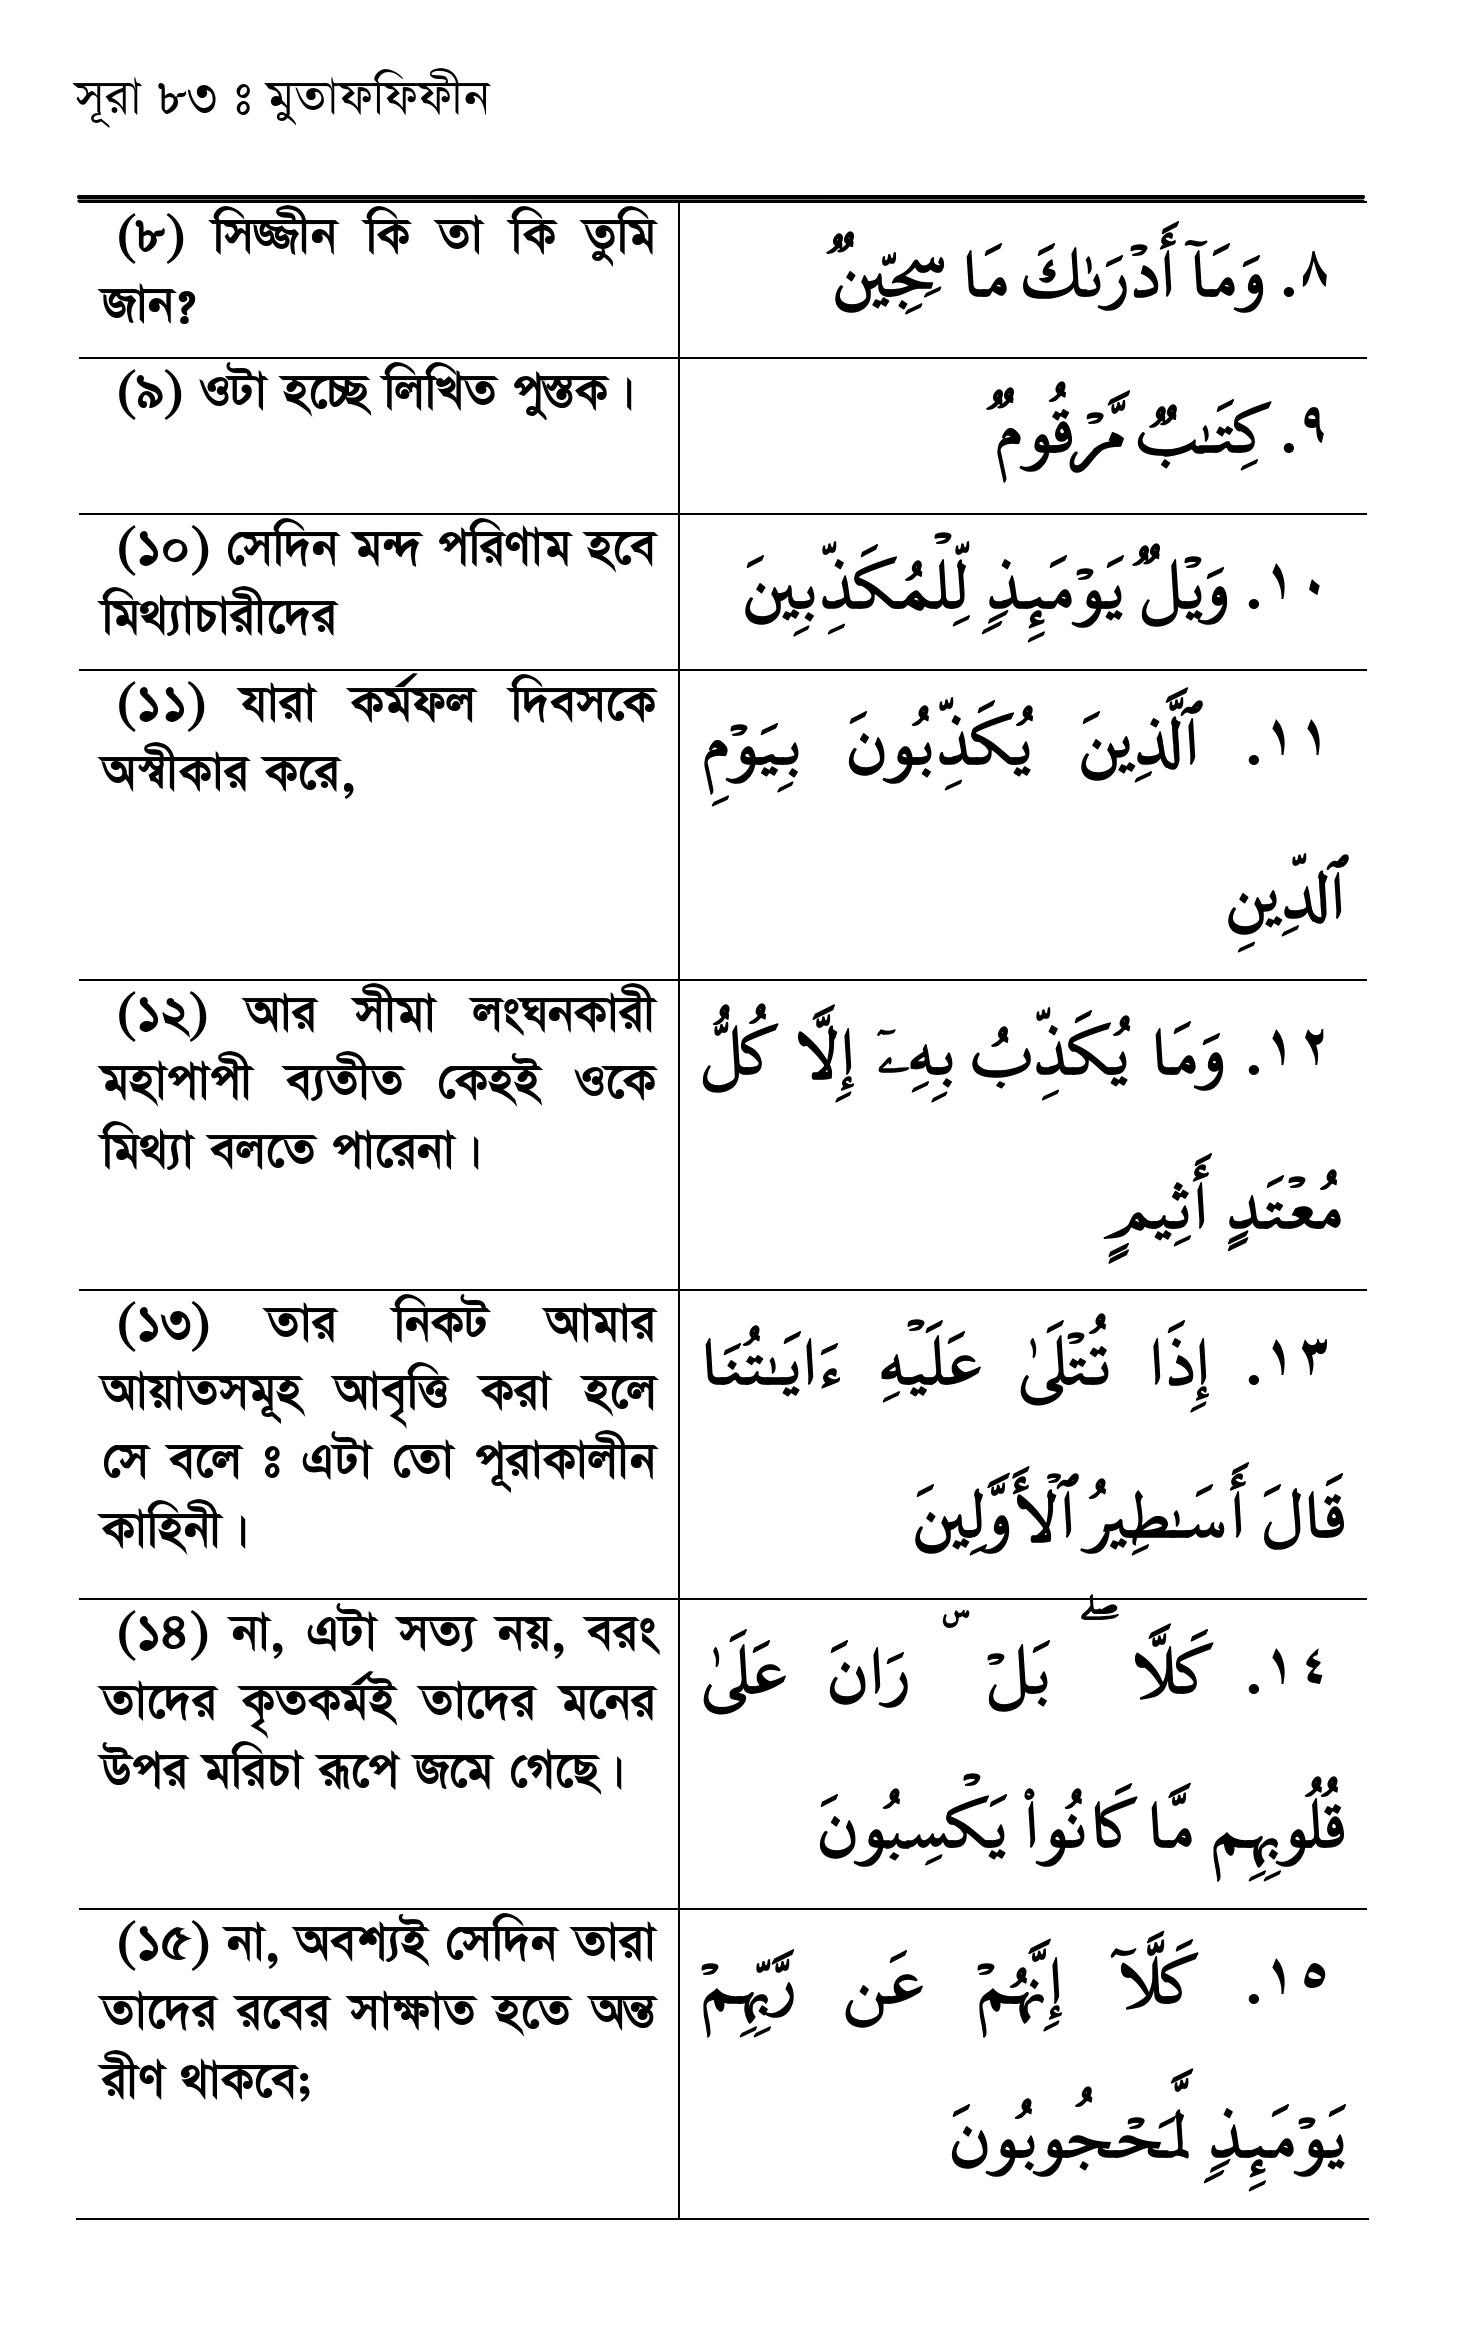 সূরা ৮৩ ঃ মুতাফফিফীন
(৮) সিজ্জীন কি তা কি তুমি
জান?
٨. وَمَآ أَدْرَىٰكَ مَا سِجِّينٌ
(৯) ওটা হচ্ছে লিখিত পুস্তক।
٩. كِتَـٰبٌ مَّرْقُومٌ
(১০) সেদিন মন্দ পরিণাম হবে
মিথ্যাচারীদের
١٠. وَيْلٌ يَوْمَئِذٍ لِّلْمُكَذِّبِينَ
(১১) যারা কর্মফল দিবসকে
অস্বীকার করে,
١١. ٱلَّذِينَ يُكَذِّبُونَ بِيَوْمِ
ٱلدِّينِ
(১২) আর সীমা লংঘনকারী
মহাপাপী ব্যতীত কেহই ওকে
মিথ্যা বলতে পারেনা।
١٢. وَمَا يُكَذِّبُ بِهِۦٓ إِلَّا كُلُّ
مُعْتَدٍ أَثِيمٍ
(১৩) তার নিকট আমার
আয়াতসমূহ আবৃত্তি করা হলে
সে বলে ঃ এটা তো পূরাকালীন
কাহিনী।
١٣. إِذَا تُتْلَىٰ عَلَيْهِ ءَايَـٰتُنَا
قَالَ أَسَـٰطِيرُ ٱلْأَوَّلِينَ
(১৪) না, এটা সত্য নয়, বরং
তাদের কৃতকর্মই তাদের মনের
উপর মরিচা রূপে জমে গেছে।
١٤. كَلَّا ۖ بَلْ ۜ رَانَ عَلَىٰ
قُلُوبِهِم مَّا كَانُوا۟ يَكْسِبُونَ
(১৫) না, অবশ্যই সেদিন তারা
তাদের রবের সাক্ষাত হতে অন্ত
রীণ থাকবে;
١٥. كَلَّآ إِنَّهُمْ عَن رَّبِّهِمْ
يَوْمَئِذٍ لَّمَحْجُوبُونَ